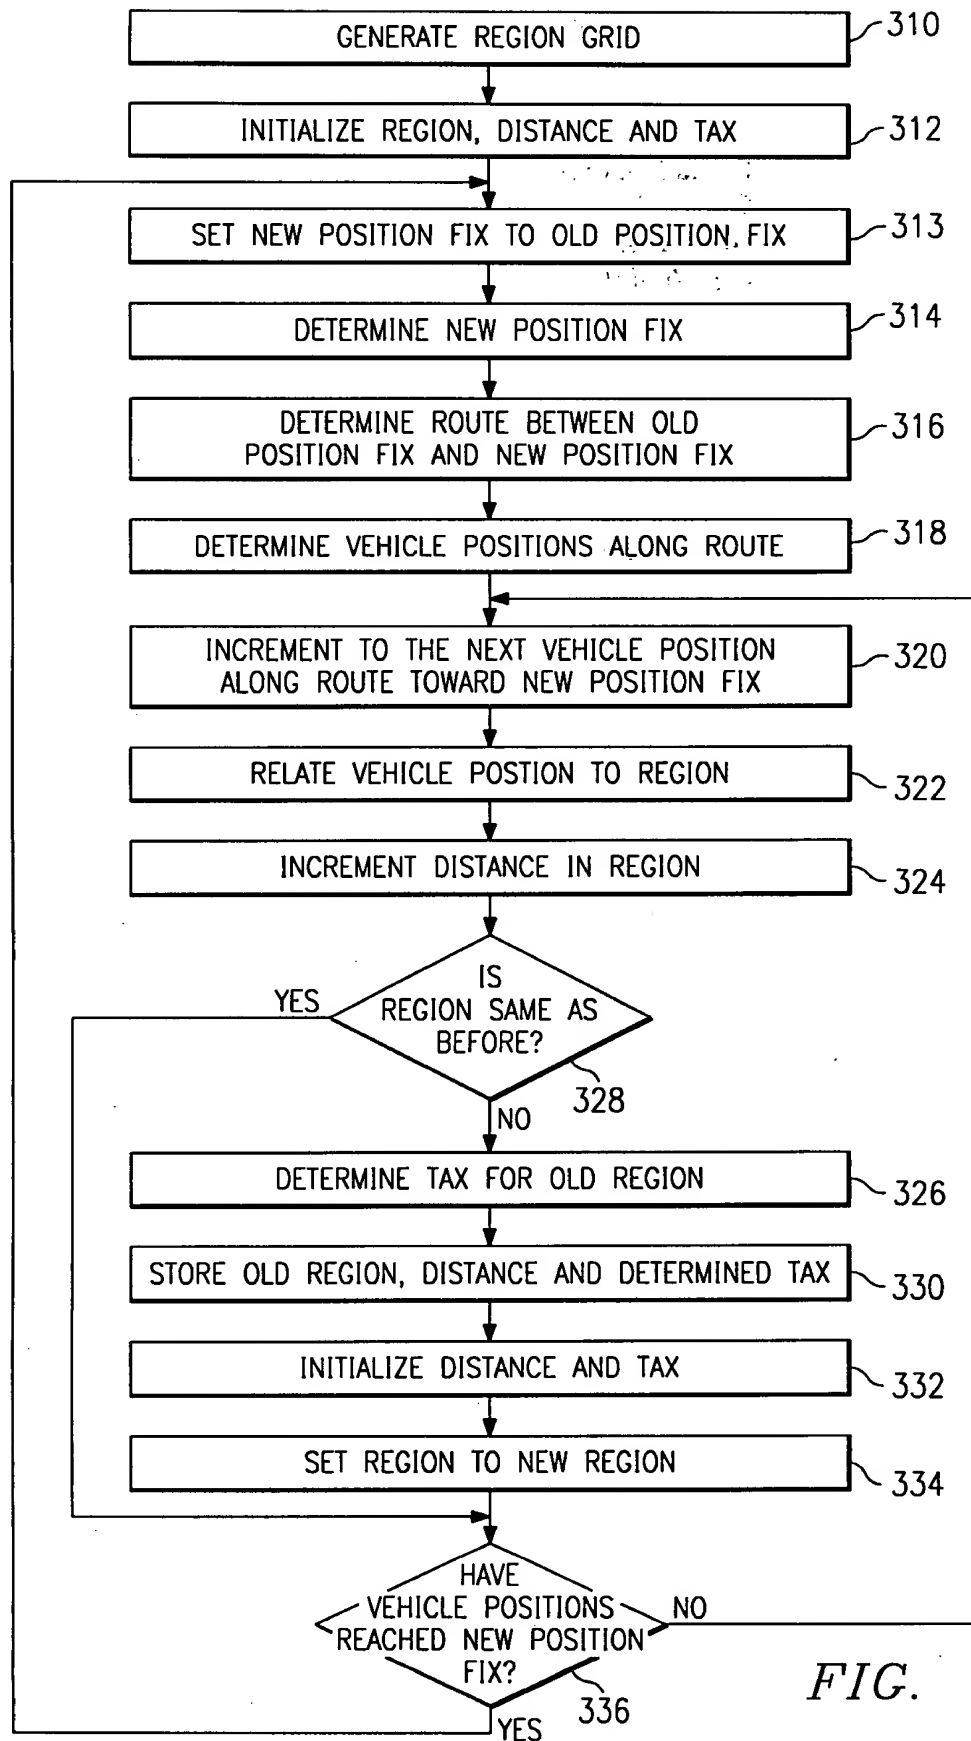 GENERATE REGION GRID
310
INITIALIZE REGION, DISTANCE AND TAX
312
SET NEW POSITION FIX TO OLD POSITION, FIX
313
DETERMINE NEW POSITION FIX
314
DETERMINE ROUTE BETWEEN OLD
POSITION FIX AND NEW POSITION FIX
316
DETERMINE VEHICLE POSITIONS ALONG ROUTE
318
INCREMENT TO THE NEXT VEHICLE POSITION
ALONG ROUTE TOWARD NEW POSITION FIX
320
RELATE VEHICLE POSTION TO REGION
322
INCREMENT DISTANCE IN REGION
324
IS
REGION SAME AS
BEFORE?
YES
328
NO
DETERMINE TAX FOR OLD REGION
326
STORE OLD REGION, DISTANCE AND DETERMINED TAX
330
INITIALIZE DISTANCE AND TAX
332
SET REGION TO NEW REGION
334
HAVE
VEHICLE POSITIONS
REACHED NEW POSITION
FIX?
NO
336
YES
FIG.